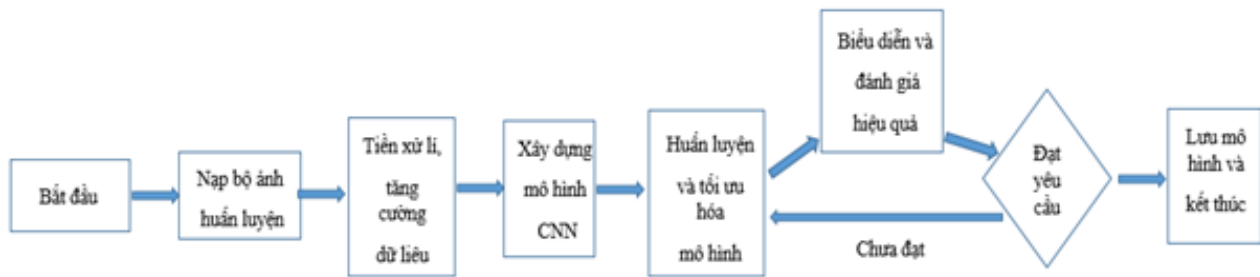 Bắt đầu
Nạp bộ ảnh
huấn luyện
Tiền xử lí,
tăng
cường
dữ liêu
Xây dựng
mô hình
CNN
Huấn luyện
và tối ưu
hóa
mô hình
Biểu diễn và
đánh giá
hiệu quả
Đạt
yêu
cầu
Chưa đạt
Lưu mô
hình và
kết thúc